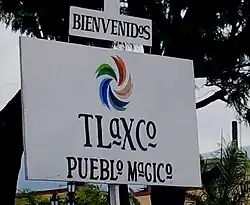 BIENVENIDOS
TLaXCO
PUEBLO MaGICO